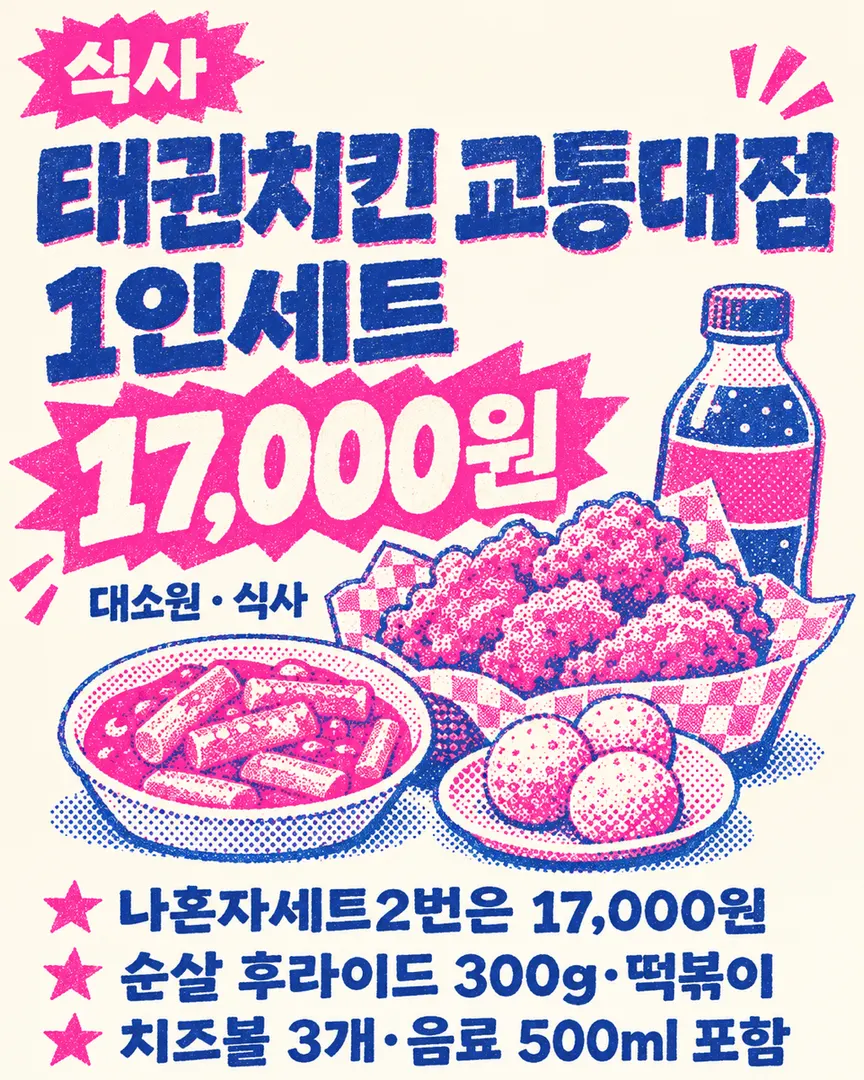 식사
태권치킨 교통대점
1인세트
17,000원
대소원·식사
나혼자세트2번은 17,000원
순살 후라이드 300g·떡볶이
치즈볼 3개·음료 500ml 포함